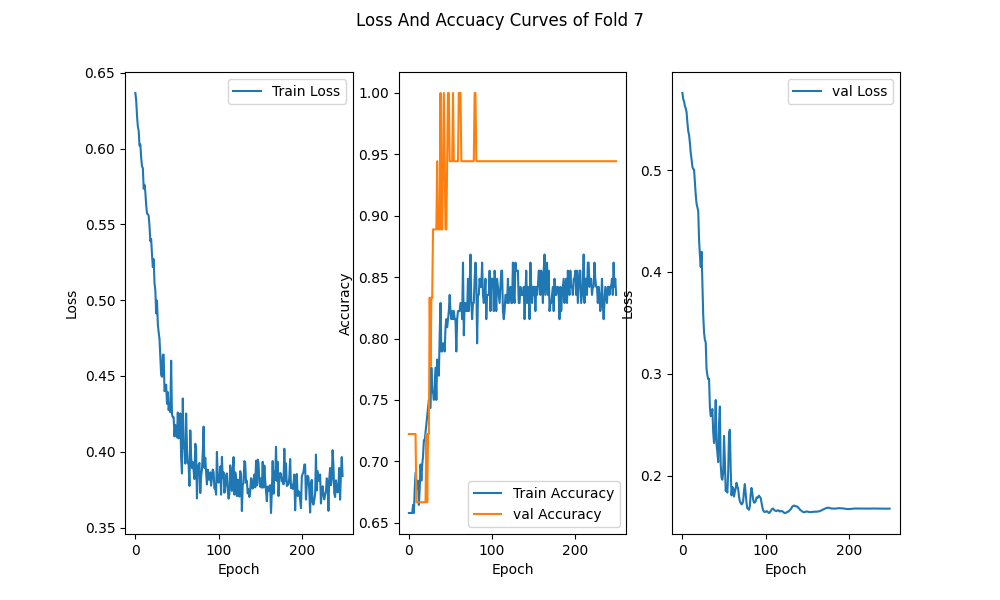 Loss And Accuacy Curves of Fold 7
Train Loss
0.65
0.60
0.55
0.50
0.45
0.40
0.35
Loss
0
100
200
Epoch
1.00
0.95
0.90
0.85
0.80
0.75
0.70
0.65
Accuracy
Train Accuracy
val Accuracy
0
100
200
Epoch
val Loss
0.5
0.4
0.3
0.2
Loss
0
100
200
Epoch